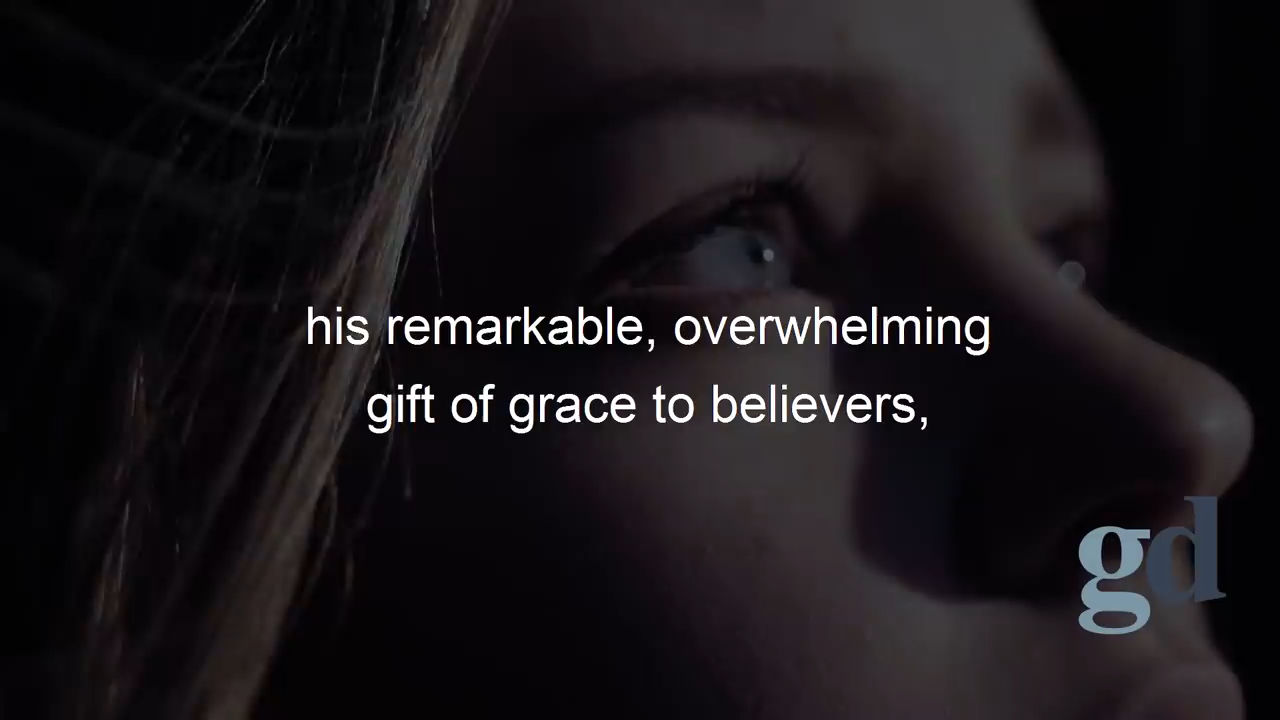 his remarkable, overwhelming
gift of grace to believers,
gd